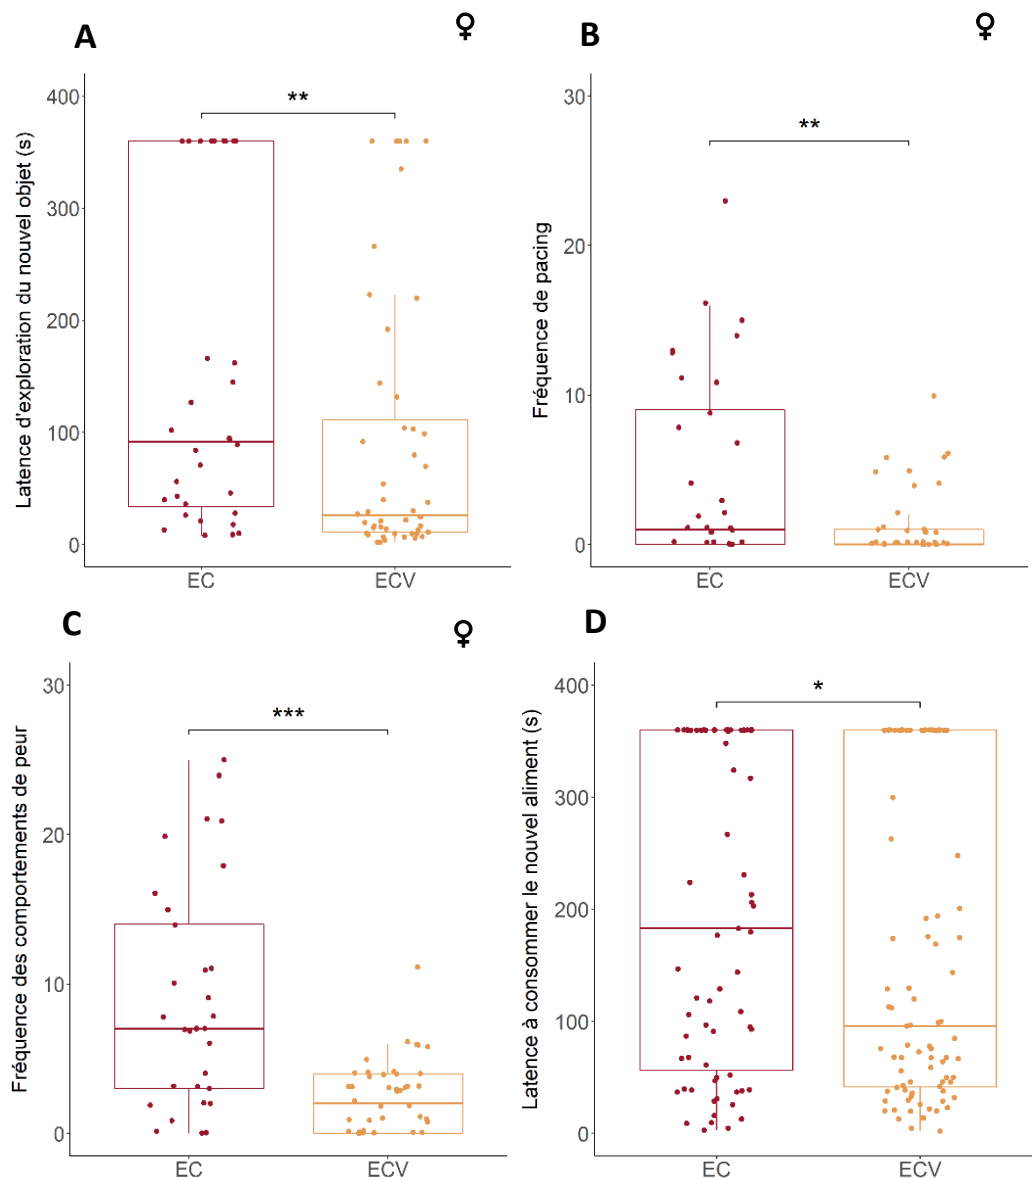 A
♀
Latence d'exploration du nouvel objet (s)
400
300
200
100
0
**
EC
ECV
B
♀
Fréquence de pacing
30
20
10
0
**
EC
ECV
C
♀
Fréquence des comportements de peur
30
20
10
0
***
EC
ECV
D
Latence à consommer le nouvel aliment (s)
400
300
200
100
0
*
EC
ECV